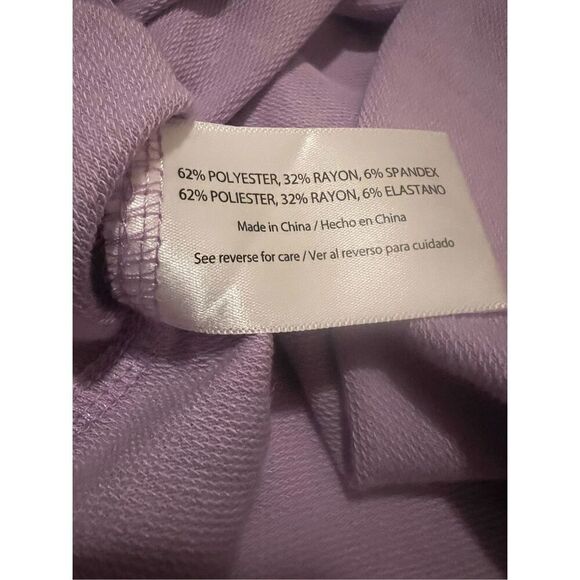 62% POLYESTER, 32% RAYON, 6% SPANDEX
62% POLIESTER, 32% RAYON, 6% ELASTANO
Made in China / Hecho en China
See reverse for care / Ver al reverso para cuidado